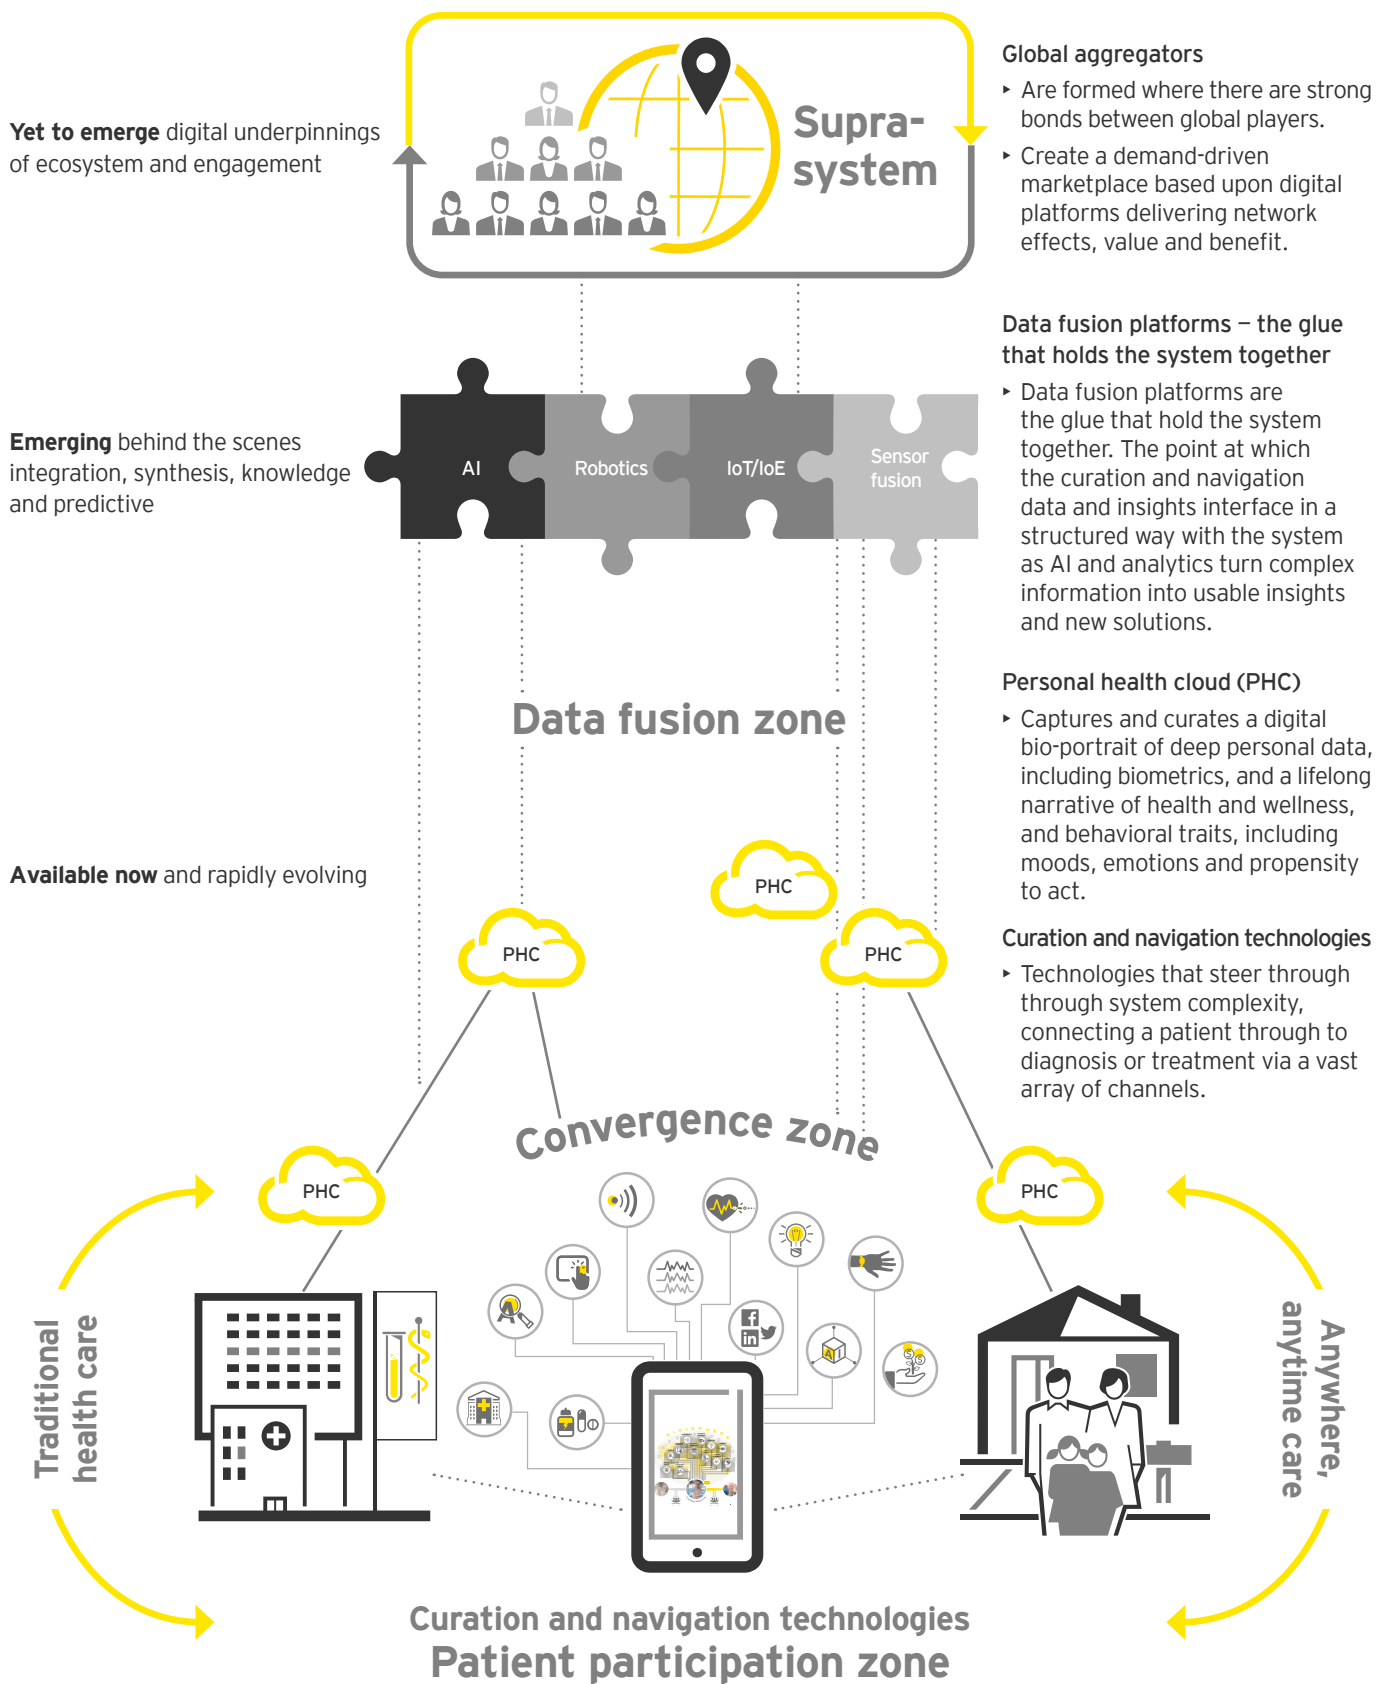 Supra-
system
Yet to emerge digital underpinnings
of ecosystem and engagement
Global aggregators
‣ Are formed where there are strong
bonds between global players.
‣ Create a demand-driven
marketplace based upon digital
platforms delivering network
effects, value and benefit.
Emerging behind the scenes
integration, synthesis, knowledge
and predictive
AI
Robotics
IoT/IoE
Sensor
fusion
Data fusion platforms – the glue
that holds the system together
‣ Data fusion platforms are
the glue that hold the system
together. The point at which
the curation and navigation
data and insights interface in a
structured way with the system
as AI and analytics turn complex
information into usable insights
and new solutions.
Data fusion zone
Personal health cloud (PHC)
‣ Captures and curates a digital
bio-portrait of deep personal data,
including biometrics, and a lifelong
narrative of health and wellness,
and behavioral traits, including
moods, emotions and propensity
to act.
Available now and rapidly evolving
PHC
PHC
PHC
Curation and navigation technologies
‣ Technologies that steer through
through system complexity,
connecting a patient through to
diagnosis or treatment via a vast
array of channels.
Convergence zone
PHC
PHC
Traditional
health care
A
f
in
AI
$
$
Anywhere,
anytime care
Curation and navigation technologies
Patient participation zone